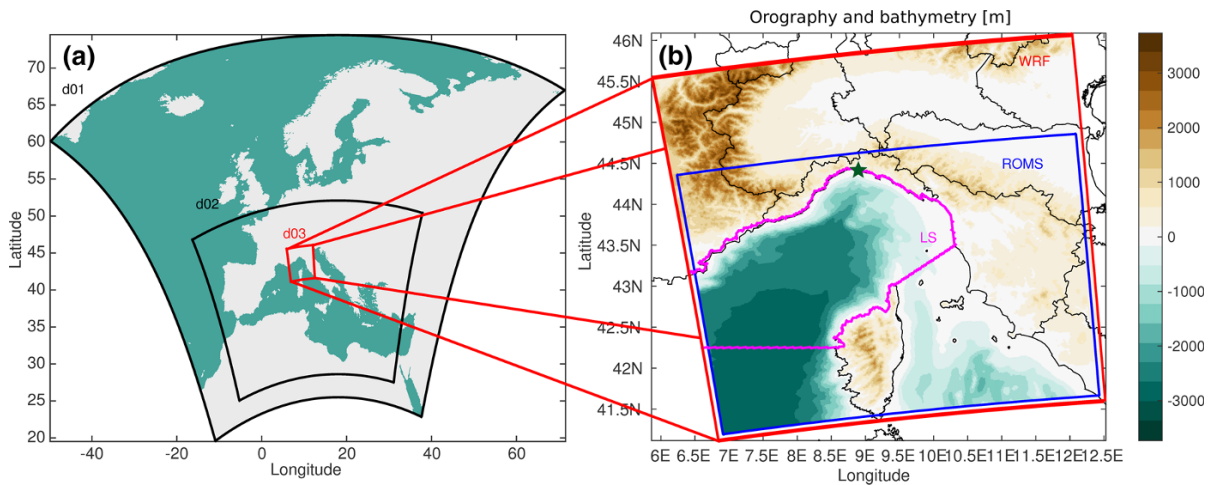 Orography and bathymetry [m]
(a)
d01
d02
d03
70
65
60
55
50
45
40
35
30
25
20
Latitude
-40
-20
0
20
40
60
Longitude
(b)
WRF
ROMS
LS
46N
45.5N
45N
44.5N
44N
43.5N
43N
42.5N
42N
41.5N
Latitude
6E 6.5E 7E 7.5E 8E 8.5E 9E 9.5E 10E 10.5E 11E 11.5E 12E 12.5E
Longitude
3000
2000
1000
0
-1000
-2000
-3000